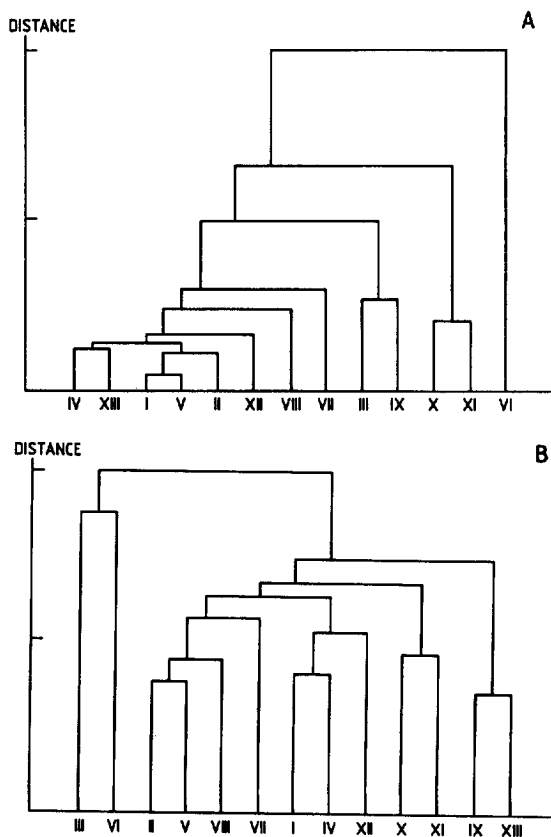 DISTANCE
A
IV XIII I V II XII VIII VII III IX X XI VI
DISTANCE
B
III VI II V VIII VII I IV XII X XI IX XIII